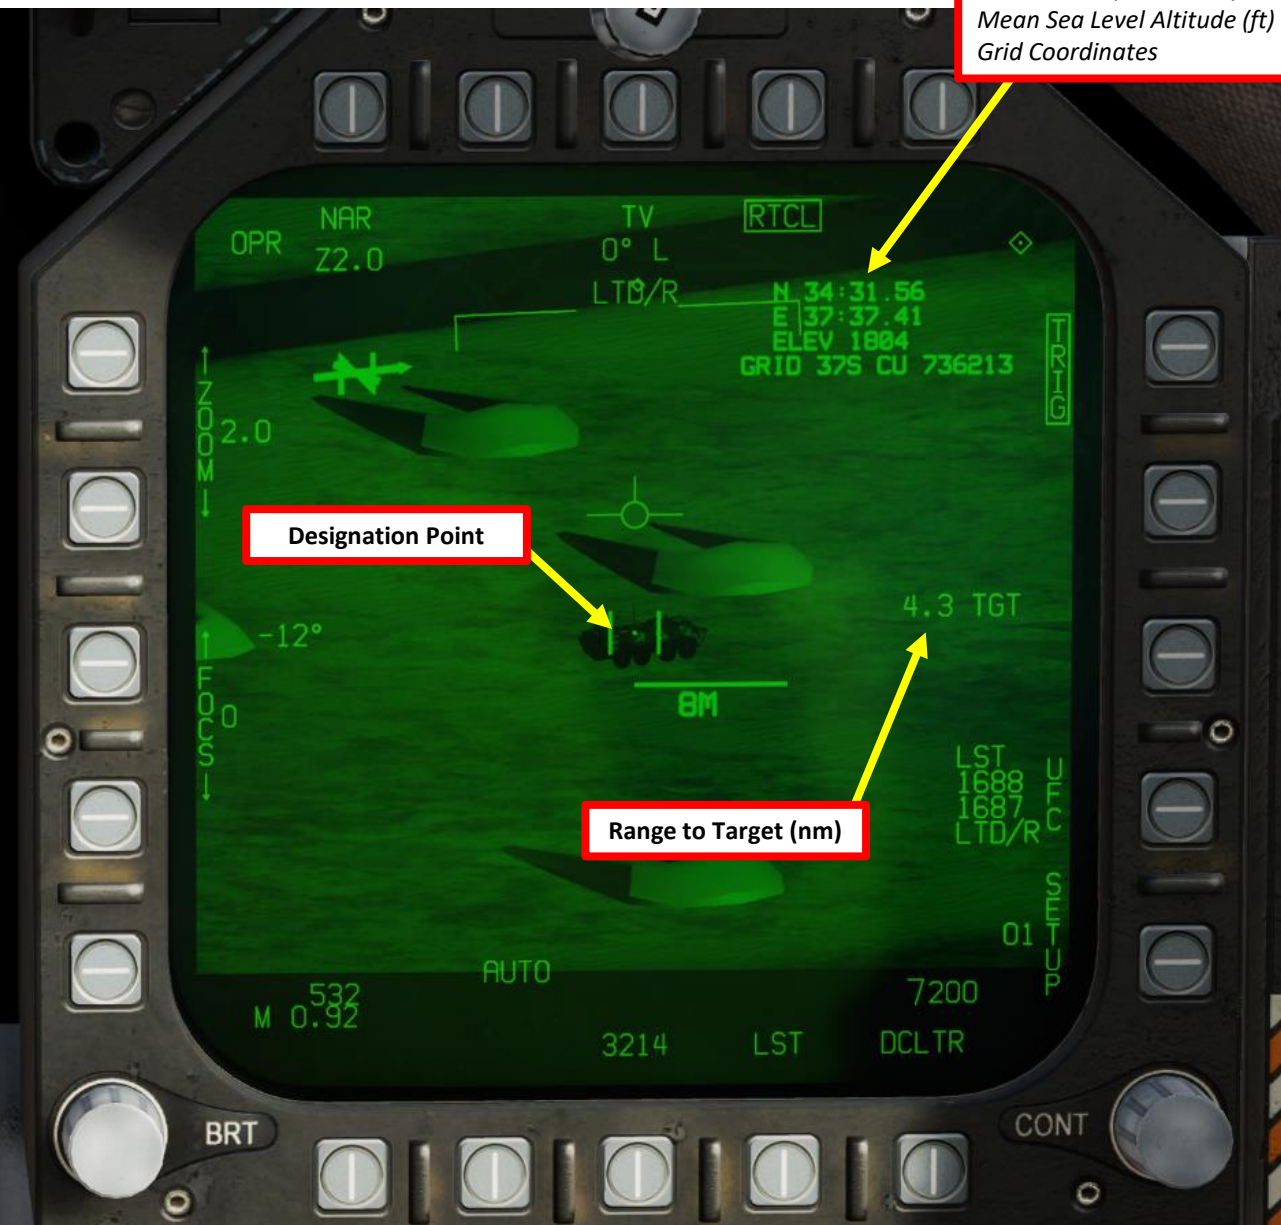 Mean Sea Level Altitude (ft)
Grid Coordinates
NAR
TV
RTCL
OPR
Z2.0
0° L
LTD/R
N 34:31.56
E 37:37.41
ELEV 1804
GRID 37S CU 736213
TRIG
↑ZOOM↓
2.0
Designation Point
4.3 TGT
-12°
↑FOCS↓
0
8M
LST
1688
1687
LTD/R
UFC
Range to Target (nm)
SETUP
01
AUTO
532
M 0.92
7200
3214
LST
DCLTR
BRT
CONT